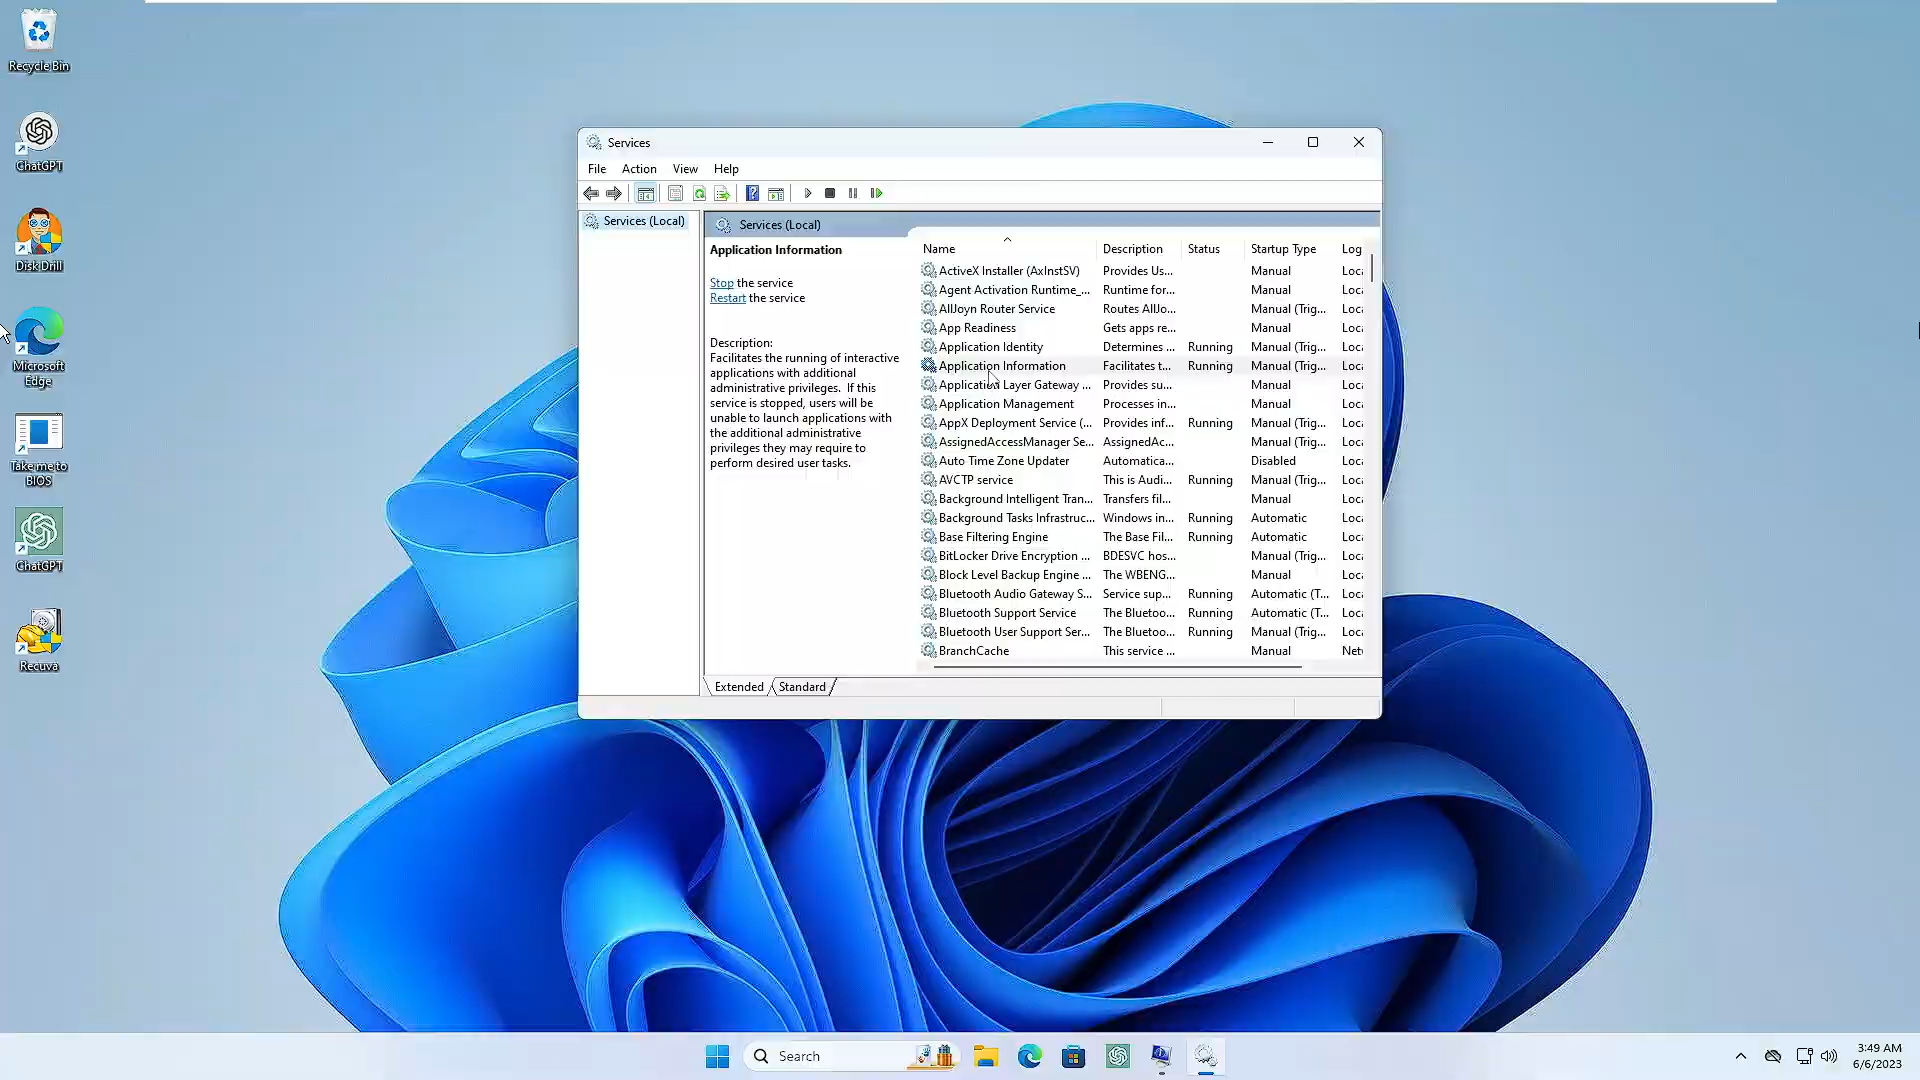 Recycle Bin
ChatGPT
Disk Drill
Microsoft
Edge
Take me to
BIOS
ChatGPT
Recuva
Services
File Action View Help
Services (Local)
Services (Local)
Application Information
Stop the service
Restart the service
Description:
Facilitates the running of interactive
applications with additional
administrative privileges. If this
service is stopped, users will be
unable to launch applications with
the additional administrative
privileges they may require to
perform desired user tasks.
Name Description Status Startup Type Log
ActiveX Installer (AxInstSV) Provides Us... Manual Loca
Agent Activation Runtime_... Runtime for... Manual Loca
AllJoyn Router Service Routes AllJo... Manual (Trig... Loca
App Readiness Gets apps re... Manual Loca
Application Identity Determines ... Running Manual (Trig... Loca
Application Information Facilitates t... Running Manual (Trig... Loca
Application Layer Gateway ... Provides su... Manual Loca
Application Management Processes in... Manual Loca
AppX Deployment Service (... Provides inf... Running Manual (Trig... Loca
AssignedAccessManager Se... AssignedAc... Manual (Trig... Loca
Auto Time Zone Updater Automatica... Disabled Loca
AVCTP service This is Audi... Running Manual (Trig... Loca
Background Intelligent Tran... Transfers fil... Manual Loca
Background Tasks Infrastruc... Windows in... Running Automatic Loca
Base Filtering Engine The Base Fil... Running Automatic Loca
BitLocker Drive Encryption ... BDESVC hos... Manual (Trig... Loca
Block Level Backup Engine ... The WBENG... Manual Loca
Bluetooth Audio Gateway S... Service sup... Running Automatic (T... Loca
Bluetooth Support Service The Bluetoo... Running Automatic (T... Loca
Bluetooth User Support Ser... The Bluetoo... Running Manual (Trig... Loca
BranchCache This service ... Manual Net
Extended Standard
Search
3:49 AM
6/6/2023